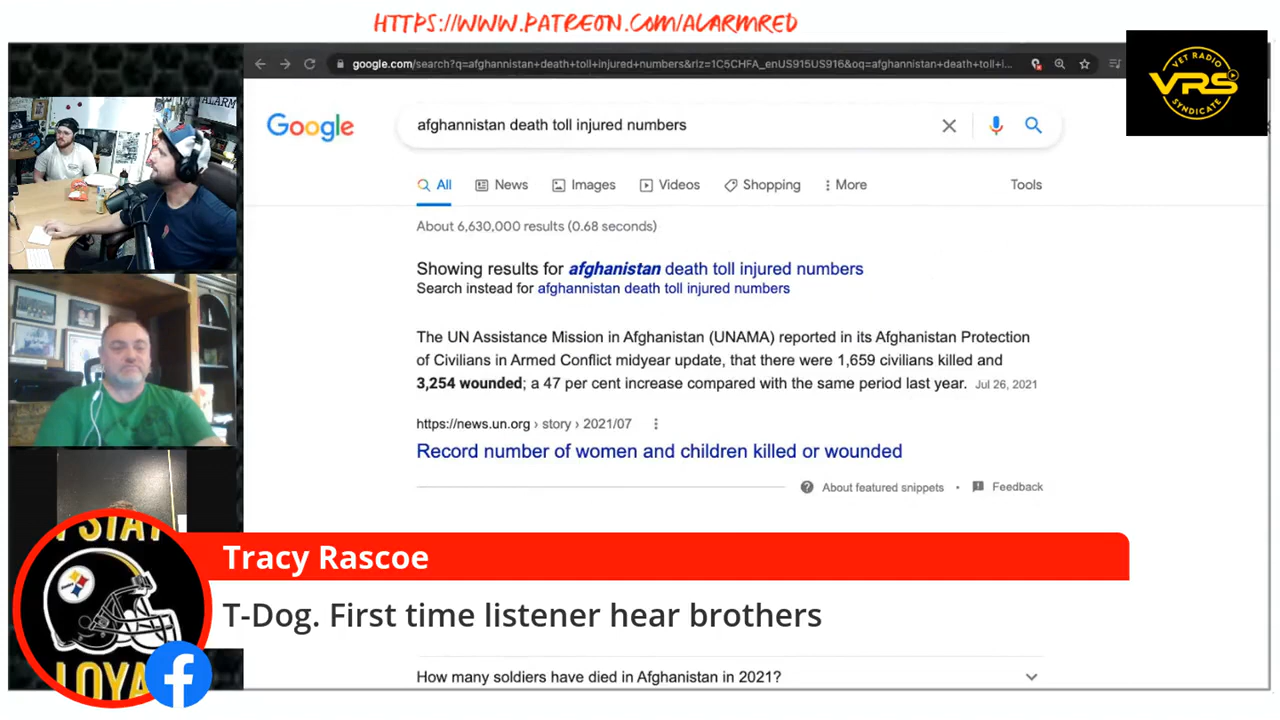 HTTPS://WWW.PATREON.COM/ALARMRED
google.com/search?q=afghannistan+death+toll+injured+numbers&rlz=1C5CHFA_enUS915US916&oq=afghannistan+death+toll+i...
VRS
VET RADIO
SYNDICATE
ALARM
Google
afghannistan death toll injured numbers
All News Images Videos Shopping More Tools
About 6,630,000 results (0.68 seconds)
Showing results for afghanistan death toll injured numbers
Search instead for afghannistan death toll injured numbers
The UN Assistance Mission in Afghanistan (UNAMA) reported in its Afghanistan Protection
of Civilians in Armed Conflict midyear update, that there were 1,659 civilians killed and
3,254 wounded; a 47 per cent increase compared with the same period last year. Jul 26, 2021
https://news.un.org › story › 2021/07
Record number of women and children killed or wounded
About featured snippets • Feedback
Tracy Rascoe
T-Dog. First time listener hear brothers
STAY
LOYA
How many soldiers have died in Afghanistan in 2021?